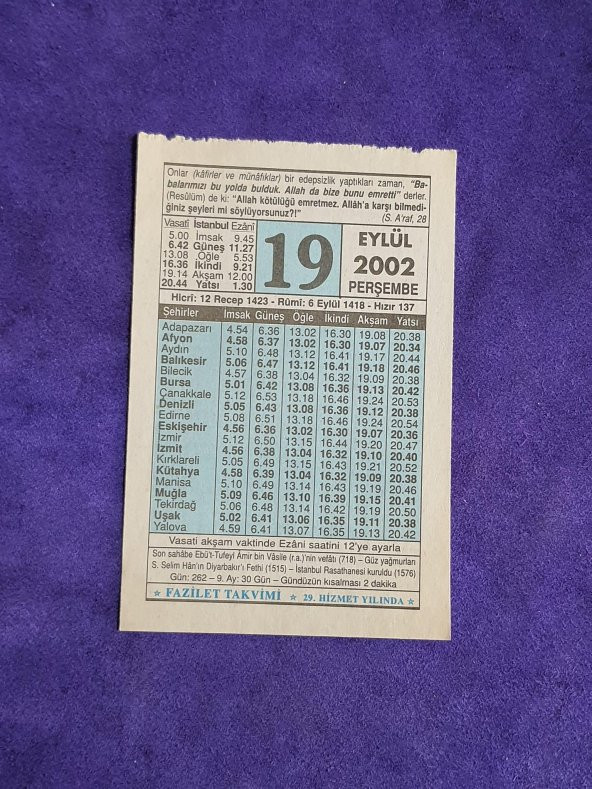 Onlar (kâfirler ve münâfıklar) bir edepsizlik yaptıkları zaman, "Ba-
balarımızı bu yolda bulduk. Allah da bize bunu emretti" derler.
(Resûlüm) de ki: "Allah kötülüğü emretmez. Allâh'a karşı bilmedi-
ğiniz şeyleri mi söylüyorsunuz?!" (S. A'raf, 28
Vasatî İstanbul Ezânî
5.00 İmsak 9.45
6.42 Güneş 11.27
13.08 Öğle 5.53
16.36 İkindi 9.21
19.14 Akşam 12.00
20.44 Yatsı 1.30
19
EYLÜL
2002
PERŞEMBE
Hicrî: 12 Recep 1423 - Rûmî: 6 Eylül 1418 - Hızır 137
Şehirler İmsak Güneş Öğle İkindi Akşam Yatsı
Adapazarı 4.54 6.36 13.02 16.30 19.08 20.38
Afyon 4.58 6.37 13.02 16.30 19.07 20.34
Aydın 5.10 6.48 13.12 16.41 19.17 20.44
Balıkesir 5.06 6.47 13.12 16.41 19.18 20.46
Bilecik 4.57 6.38 13.04 16.32 19.09 20.38
Bursa 5.01 6.42 13.08 16.36 19.13 20.42
Çanakkale 5.12 6.53 13.18 16.46 19.24 20.53
Denizli 5.05 6.43 13.08 16.36 19.12 20.38
Edirne 5.08 6.51 13.18 16.46 19.24 20.54
Eskişehir 4.56 6.36 13.02 16.30 19.07 20.36
İzmir 5.12 6.50 13.15 16.44 19.20 20.47
İzmit 4.56 6.38 13.04 16.32 19.10 20.40
Kırklareli 5.05 6.49 13.15 16.43 19.21 20.52
Kütahya 4.58 6.39 13.04 16.32 19.09 20.38
Manisa 5.10 6.49 13.14 16.43 19.19 20.46
Muğla 5.09 6.46 13.10 16.39 19.15 20.41
Tekirdağ 5.06 6.48 13.14 16.42 19.19 20.50
Uşak 5.02 6.41 13.06 16.35 19.11 20.38
Yalova 4.59 6.41 13.07 16.35 19.13 20.42
Vasati akşam vaktinde Ezânî saatini 12'ye ayarla
Son sahâbe Ebü't-Tufeyl Âmir bin Vâsile (r.a.)'nin vefâtı (718) – Güz yağmurları
S. Selim Hân'ın Diyarbakır'ı Fethi (1515) – İstanbul Rasathanesi kuruldu (1576)
Gün: 262 – 9. Ay: 30 Gün – Gündüzün kısalması 2 dakika
★ FAZİLET TAKVİMİ ★ 29. HİZMET YILINDA ★